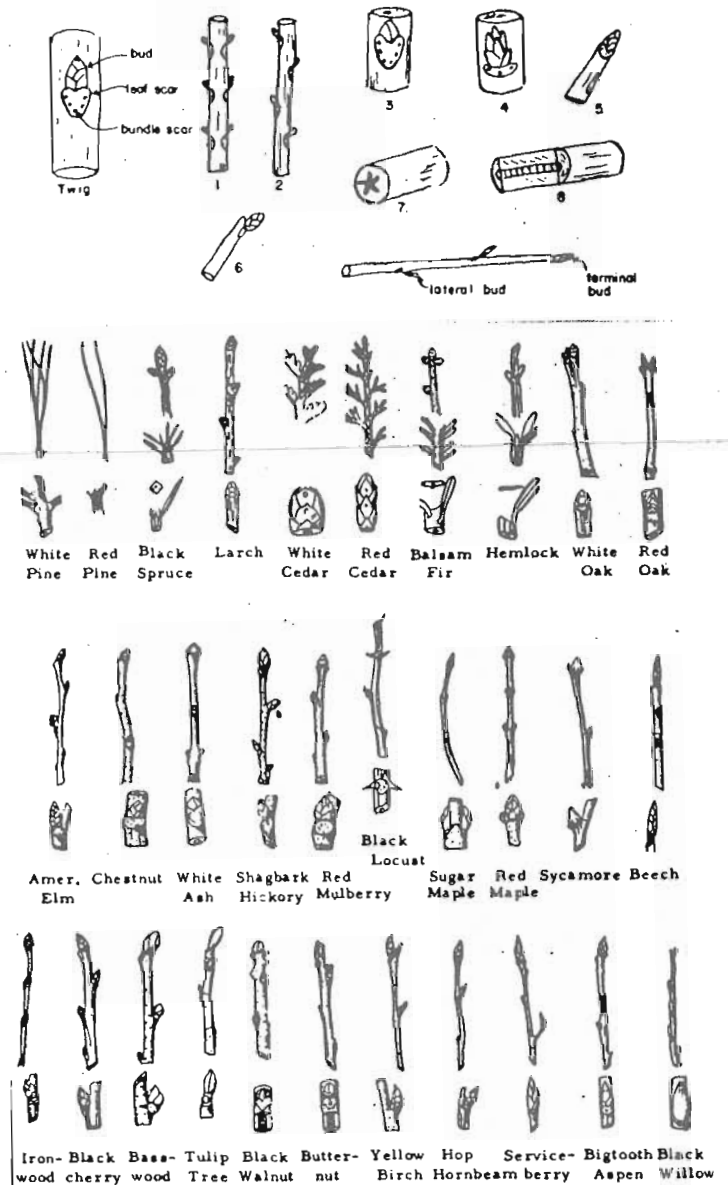 bud
leaf scar
bundle scar
Twig
1
2
3
4
5
6
7
8
lateral bud
terminal
bud
White
Pine
Red
Pine
Black
Spruce
Larch
White
Cedar
Red
Cedar
Balsam
Fir
Hemlock
White
Oak
Red
Oak
Amer.
Elm
Chestnut
White
Ash
Shagbark
Hickory
Red
Mulberry
Black
Locust
Sugar
Maple
Red
Maple
Sycamore
Beech
Iron-
wood
Black
cherry
Bass-
wood
Tulip
Tree
Black
Walnut
Butter-
nut
Yellow
Birch
Hop
Hornbeam
Service-
berry
Bigtooth
Aspen
Black
Willow